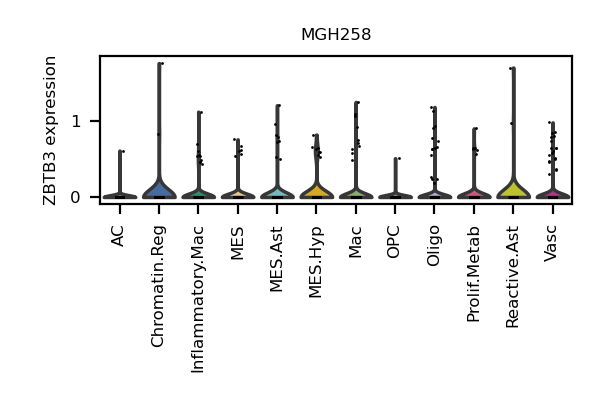 MGH258
ZBTB3 expression
1
0
AC
Chromatin.Reg
Inflammatory.Mac
MES
MES.Ast
MES.Hyp
Mac
OPC
Oligo
Prolif.Metab
Reactive.Ast
Vasc